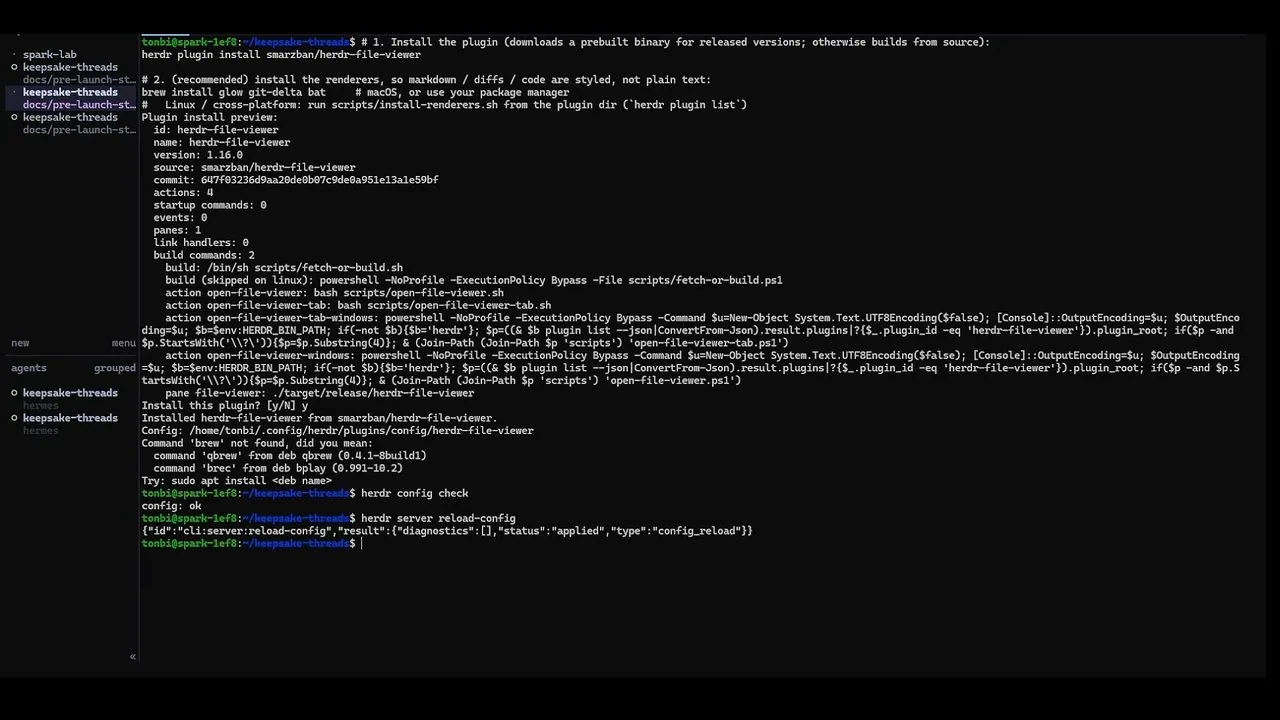 spark-lab
keepsake-threads
docs/pre-launch-st…
keepsake-threads
docs/pre-launch-st…
keepsake-threads
docs/pre-launch-st…
new menu
agents grouped
keepsake-threads
hermes
keepsake-threads
hermes
«
tonbi@spark-1ef8:~/keepsake-threads$ # 1. Install the plugin (downloads a prebuilt binary for released versions; otherwise builds from source):
herdr plugin install smarzban/herdr-file-viewer
# 2. (recommended) install the renderers, so markdown / diffs / code are styled, not plain text:
brew install glow git-delta bat # macOS, or use your package manager
# Linux / cross-platform: run scripts/install-renderers.sh from the plugin dir (`herdr plugin list`)
Plugin install preview:
id: herdr-file-viewer
name: herdr-file-viewer
version: 1.16.0
source: smarzban/herdr-file-viewer
commit: 647f03236d9aa20de0b07c9de0a951e13a1e59bf
actions: 4
startup commands: 0
events: 0
panes: 1
link handlers: 0
build commands: 2
build: /bin/sh scripts/fetch-or-build.sh
build (skipped on linux): powershell -NoProfile -ExecutionPolicy Bypass -File scripts/fetch-or-build.ps1
action open-file-viewer: bash scripts/open-file-viewer.sh
action open-file-viewer-tab: bash scripts/open-file-viewer-tab.sh
action open-file-viewer-tab-windows: powershell -NoProfile -ExecutionPolicy Bypass -Command $u=New-Object System.Text.UTF8Encoding($false); [Console]::OutputEncoding=$u; $OutputEnco
ding=$u; $b=$env:HERDR_BIN_PATH; if(-not $b){$b='herdr'}; $p=((& $b plugin list --json|ConvertFrom-Json).result.plugins|?{$_.plugin_id -eq 'herdr-file-viewer'}).plugin_root; if($p -and
$p.StartsWith('\\?\')){$p=$p.Substring(4)}; & (Join-Path (Join-Path $p 'scripts') 'open-file-viewer-tab.ps1')
action open-file-viewer-windows: powershell -NoProfile -ExecutionPolicy Bypass -Command $u=New-Object System.Text.UTF8Encoding($false); [Console]::OutputEncoding=$u; $OutputEncoding
=$u; $b=$env:HERDR_BIN_PATH; if(-not $b){$b='herdr'}; $p=((& $b plugin list --json|ConvertFrom-Json).result.plugins|?{$_.plugin_id -eq 'herdr-file-viewer'}).plugin_root; if($p -and $p.S
tartsWith('\\?\')){$p=$p.Substring(4)}; & (Join-Path (Join-Path $p 'scripts') 'open-file-viewer.ps1')
pane file-viewer: ./target/release/herdr-file-viewer
Install this plugin? [y/N] y
Installed herdr-file-viewer from smarzban/herdr-file-viewer.
Config: /home/tonbi/.config/herdr/plugins/config/herdr-file-viewer
Command 'brew' not found, did you mean:
command 'qbrew' from deb qbrew (0.4.1-8build1)
command 'brec' from deb bplay (0.991-10.2)
Try: sudo apt install <deb name>
tonbi@spark-1ef8:~/keepsake-threads$ herdr config check
config: ok
tonbi@spark-1ef8:~/keepsake-threads$ herdr server reload-config
{"id":"cli:server:reload-config","result":{"diagnostics":[],"status":"applied","type":"config_reload"}}
tonbi@spark-1ef8:~/keepsake-threads$